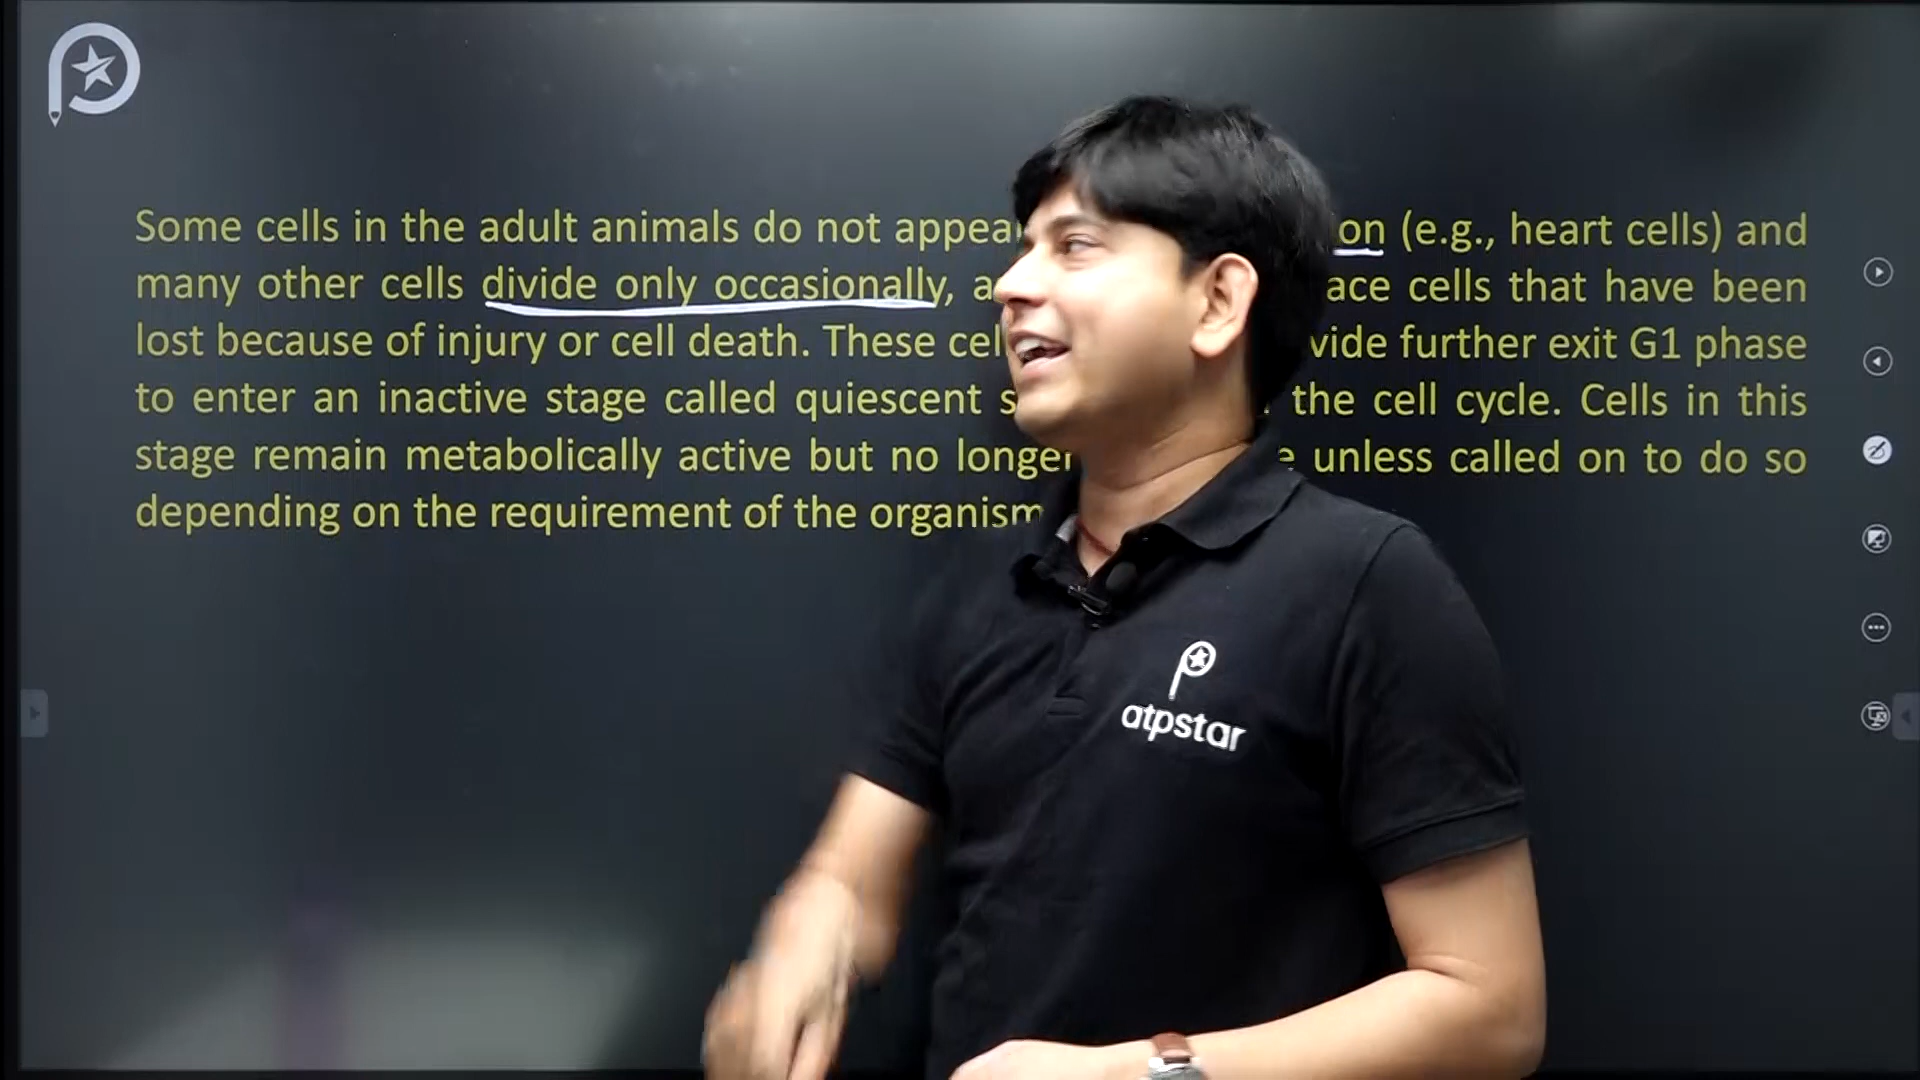 Some cells in the adult animals do not appea on (e.g., heart cells) and
many other cells divide only occasionally, a ace cells that have been
lost because of injury or cell death. These cel vide further exit G1 phase
to enter an inactive stage called quiescent s the cell cycle. Cells in this
stage remain metabolically active but no longer unless called on to do so
depending on the requirement of the organism
atpstar